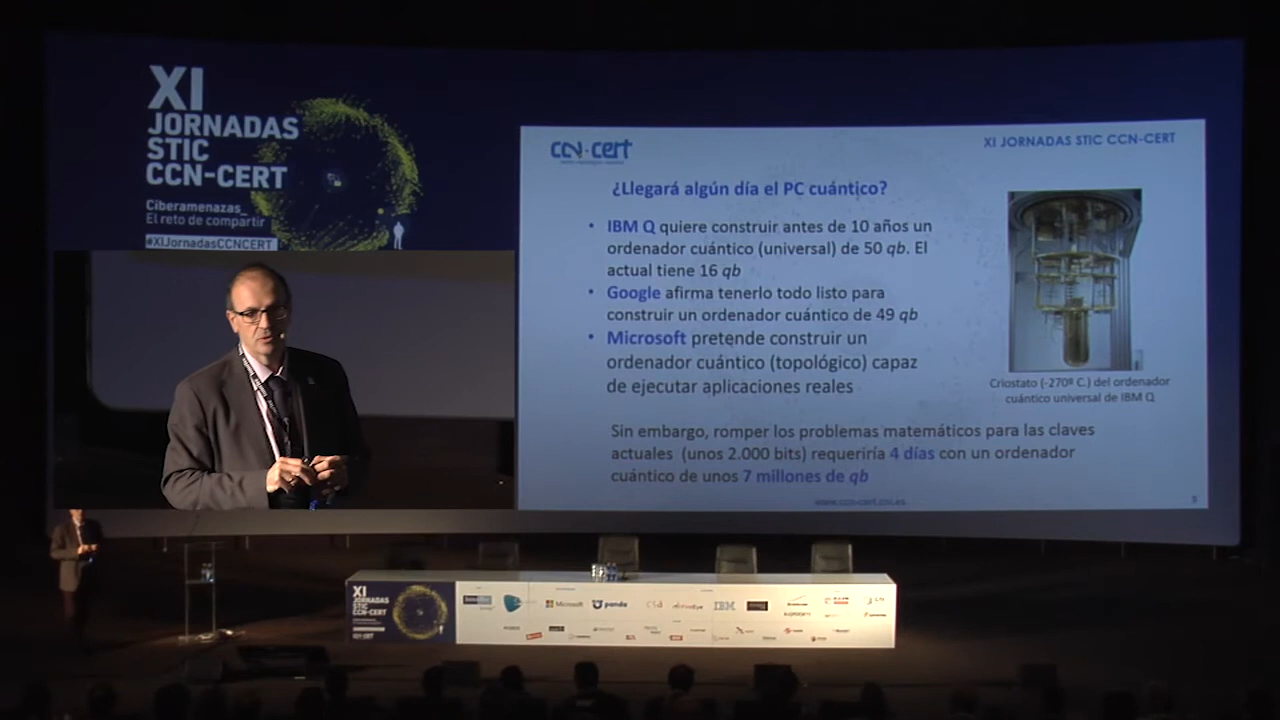 XI
JORNADAS
STIC
CCN-CERT
Ciberamenazas_
El reto de compartir
#XIJornadasCCNCERT
ccn-cert
XI JORNADAS STIC CCN-CERT
¿Llegará algún día el PC cuántico?
• IBM Q quiere construir antes de 10 años un
ordenador cuántico (universal) de 50 qb. El
actual tiene 16 qb
• Google afirma tenerlo todo listo para
construir un ordenador cuántico de 49 qb
• Microsoft pretende construir un
ordenador cuántico (topológico) capaz
de ejecutar aplicaciones reales
Criostato (-270º C.) del ordenador
cuántico universal de IBM Q
Sin embargo, romper los problemas matemáticos para las claves
actuales (unos 2.000 bits) requeriría 4 días con un ordenador
cuántico de unos 7 millones de qb
www.ccn-cert.cni.es
XI
JORNADAS
STIC
CCN-CERT
Microsoft
panda
IBM